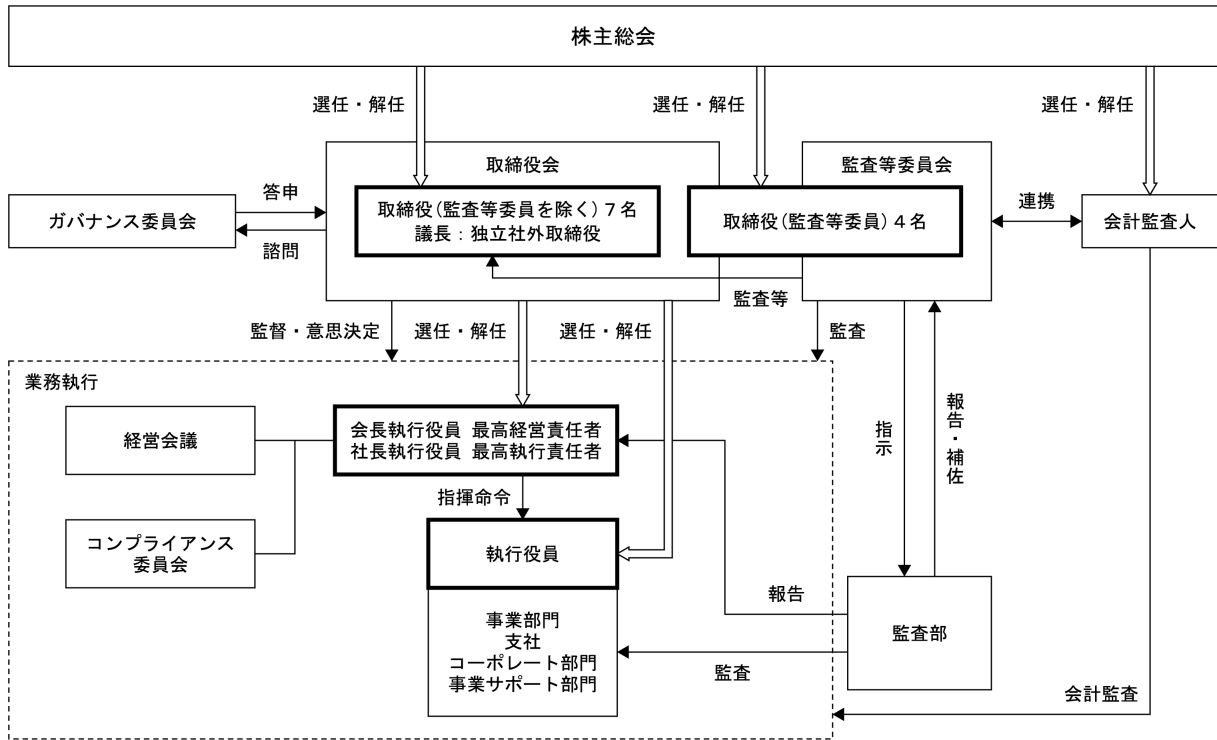 株主総会
選任・解任
選任・解任
選任・解任
取締役会
監査等委員会
ガバナンス委員会
答申
諮問
取締役(監査等委員を除く)７名
議長：独立社外取締役
取締役(監査等委員)４名
連携
会計監査人
監査等
監督・意思決定
選任・解任
選任・解任
監査
業務執行
経営会議
会長執行役員 最高経営責任者
社長執行役員 最高執行責任者
指示
報告・補佐
指揮命令
コンプライアンス
委員会
執行役員
報告
監査部
事業部門
支社
コーポレート部門
事業サポート部門
監査
会計監査